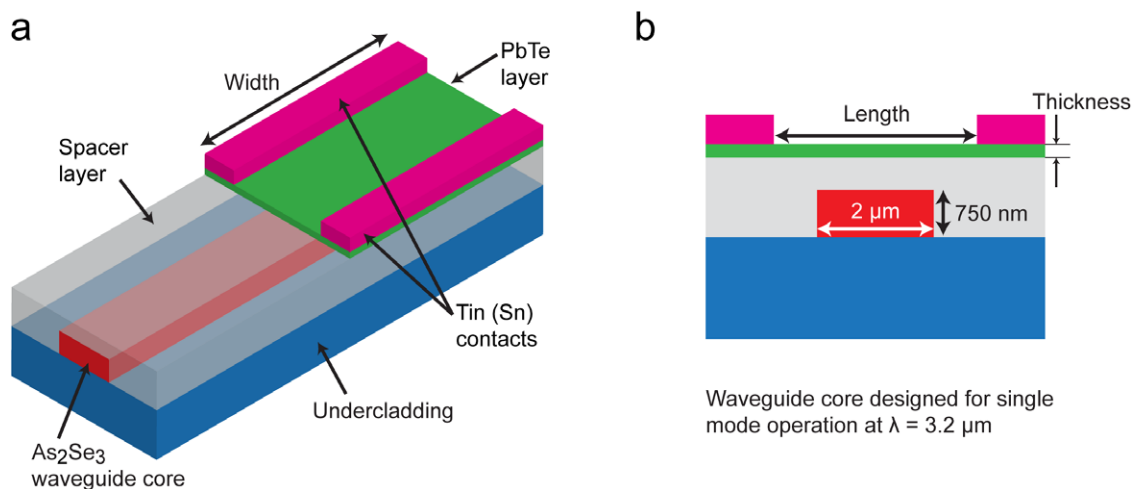 a
Width
PbTe
layer
Spacer
layer
Tin (Sn)
contacts
Undercladding
As2Se3
waveguide core
b
Length
Thickness
2 μm
750 nm
Waveguide core designed for single
mode operation at λ = 3.2 μm